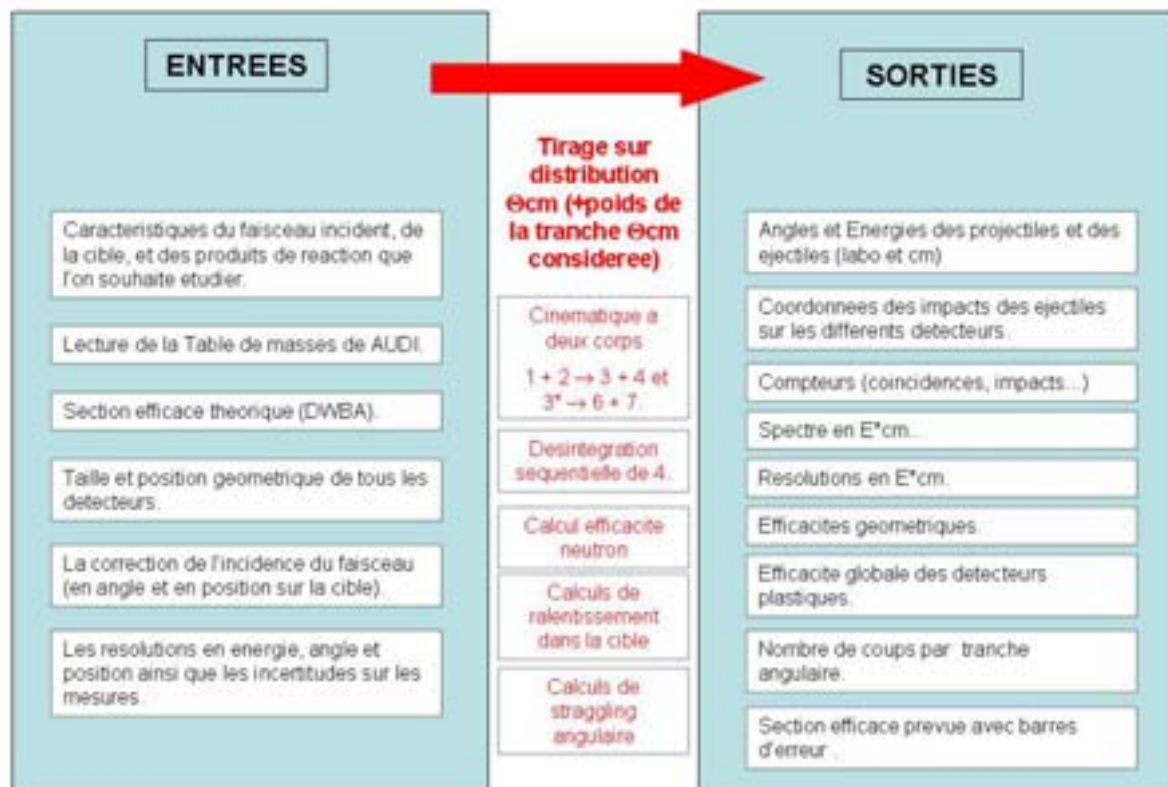 ENTREES
Caracteristiques du faisceau incident, de
la cible, et des produits de reaction que
l'on souhaite etudier.
Lecture de la Table de masses de AUDI.
Section efficace theorique (DWBA).
Taille et position geometrique de tous les
detecteurs.
La correction de l'incidence du faisceau
(en angle et en position sur la cible).
Les resolutions en energie, angle et
position ainsi que les incertitudes sur les
mesures.
Tirage sur
distribution
Θcm (+poids de
la tranche Θcm
consideree)
Cinematique a
deux corps
1 + 2 → 3 + 4 et
3* → 6 + 7.
Desintegration
sequentielle de 4.
Calcul efficacite
neutron
Calculs de
ralentissement
dans la cible
Calculs de
straggling
angulaire
SORTIES
Angles et Energies des projectiles et des
ejectiles (labo et cm)
Coordonnees des impacts des ejectiles
sur les differents detecteurs.
Compteurs (coincidences, impacts...)
Spectre en E*cm..
Resolutions en E*cm.
Efficacites geometriques.
Efficacite globale des detecteurs
plastiques.
Nombre de coups par tranche
angulaire.
Section efficace prevue avec barres
d'erreur .